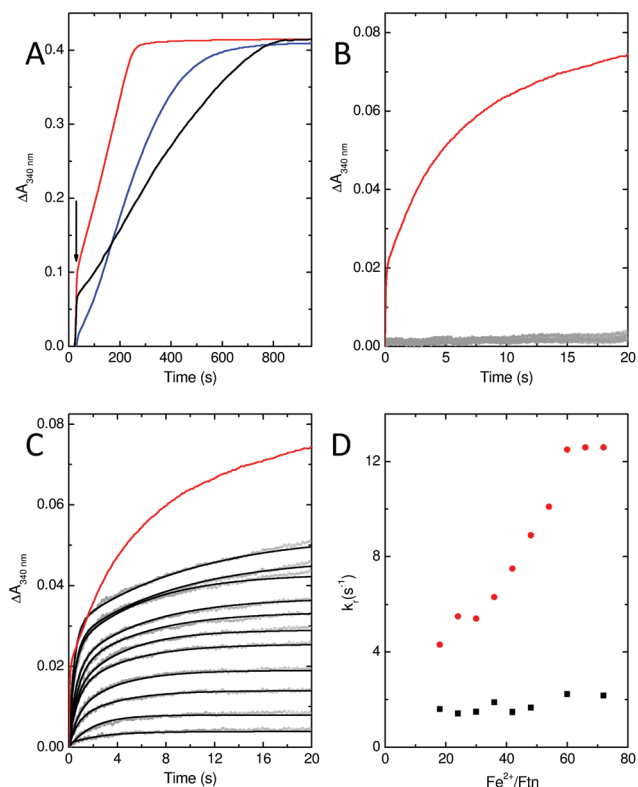 A
ΔA340 nm
0.4
0.3
0.2
0.1
0.0
0 200 400 600 800
Time (s)
B
ΔA340 nm
0.08
0.06
0.04
0.02
0.00
0 5 10 15 20
Time (s)
C
ΔA340 nm
0.08
0.06
0.04
0.02
0.00
0 4 8 12 16 20
Time (s)
D
kr(s-1)
12
8
4
0
0 20 40 60 80
Fe2+/Ftn